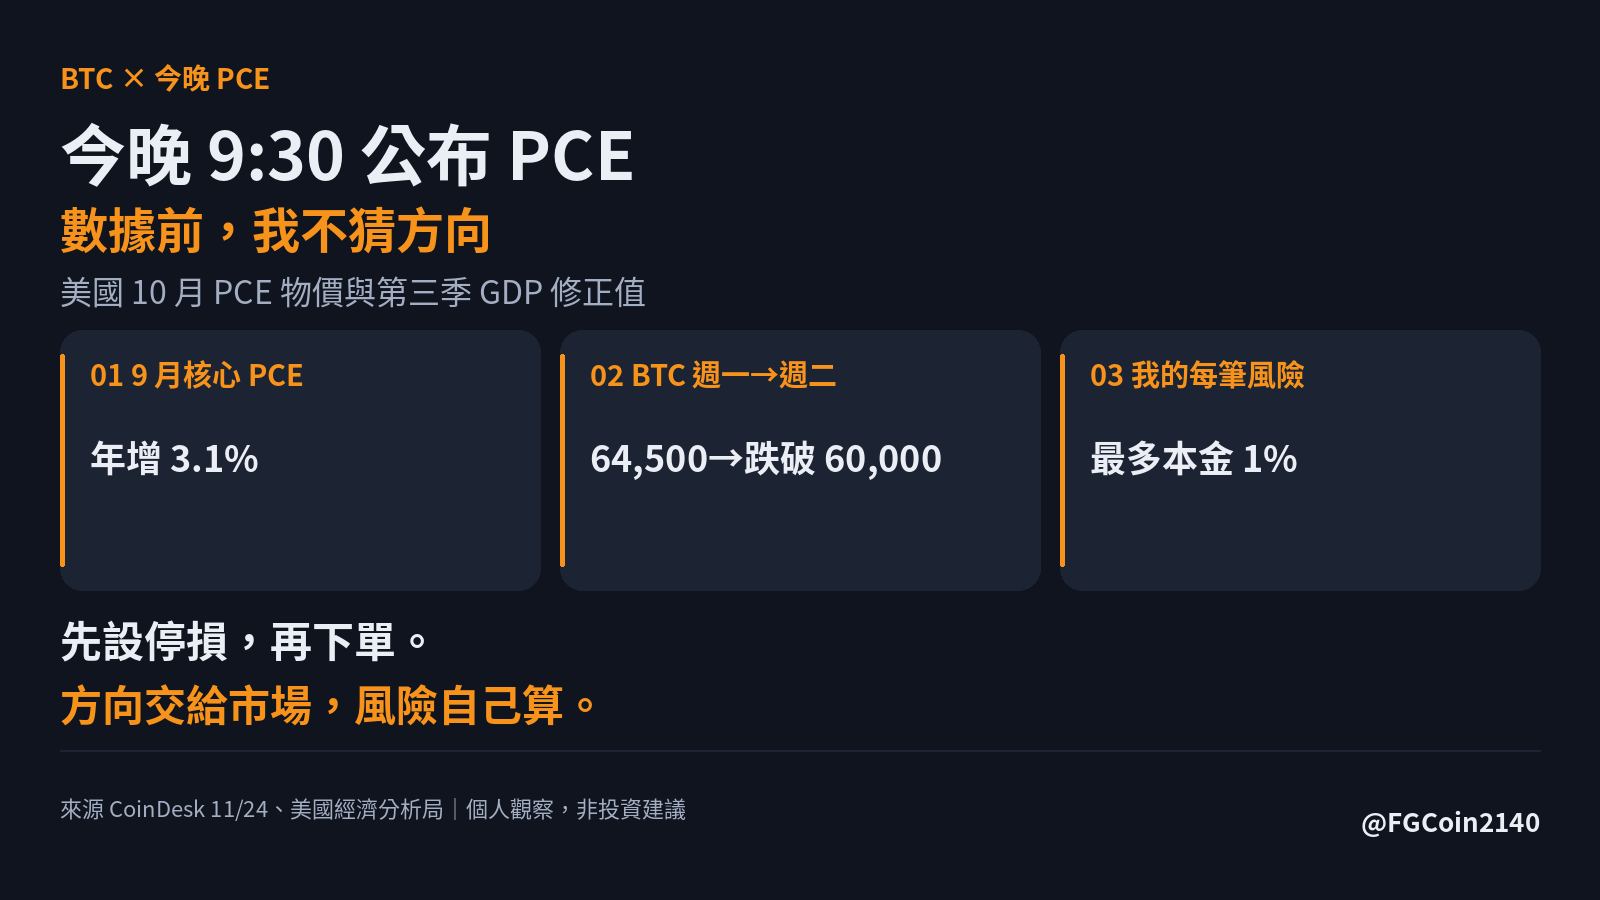 BTC × 今晚 PCE
今晚 9:30 公布 PCE
數據前，我不猜方向
美國 10 月 PCE 物價與第三季 GDP 修正值
01 9 月核心 PCE
年增 3.1%
02 BTC 週一→週二
64,500→跌破 60,000
03 我的每筆風險
最多本金 1%
先設停損，再下單。
方向交給市場，風險自己算。
來源 CoinDesk 11/24、美國經濟分析局｜個人觀察，非投資建議
@FGCoin2140